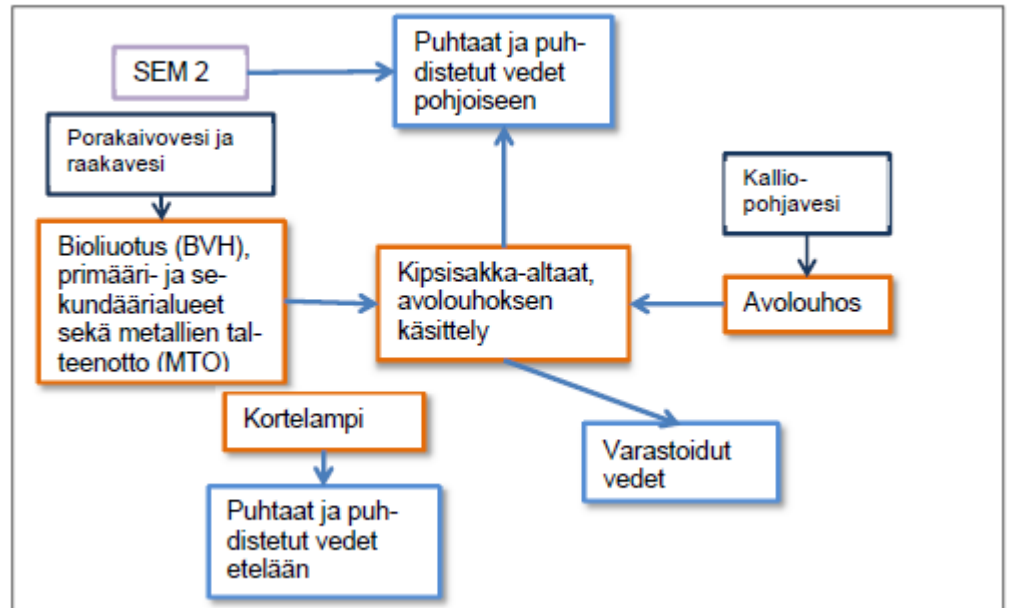 SEM 2
Puhtaat ja puh-
distetut vedet
pohjoiseen
Porakaivovesi ja
raakavesi
Kallio-
pohjavesi
Bioliuotus (BVH),
primääri- ja se-
kundäärialueet
sekä metallien tal-
teenotto (MTO)
Kipsisakka-altaat,
avolouhoksen
käsittely
Avolouhos
Kortelampi
Varastoidut
vedet
Puhtaat ja puh-
distetut vedet
etelään